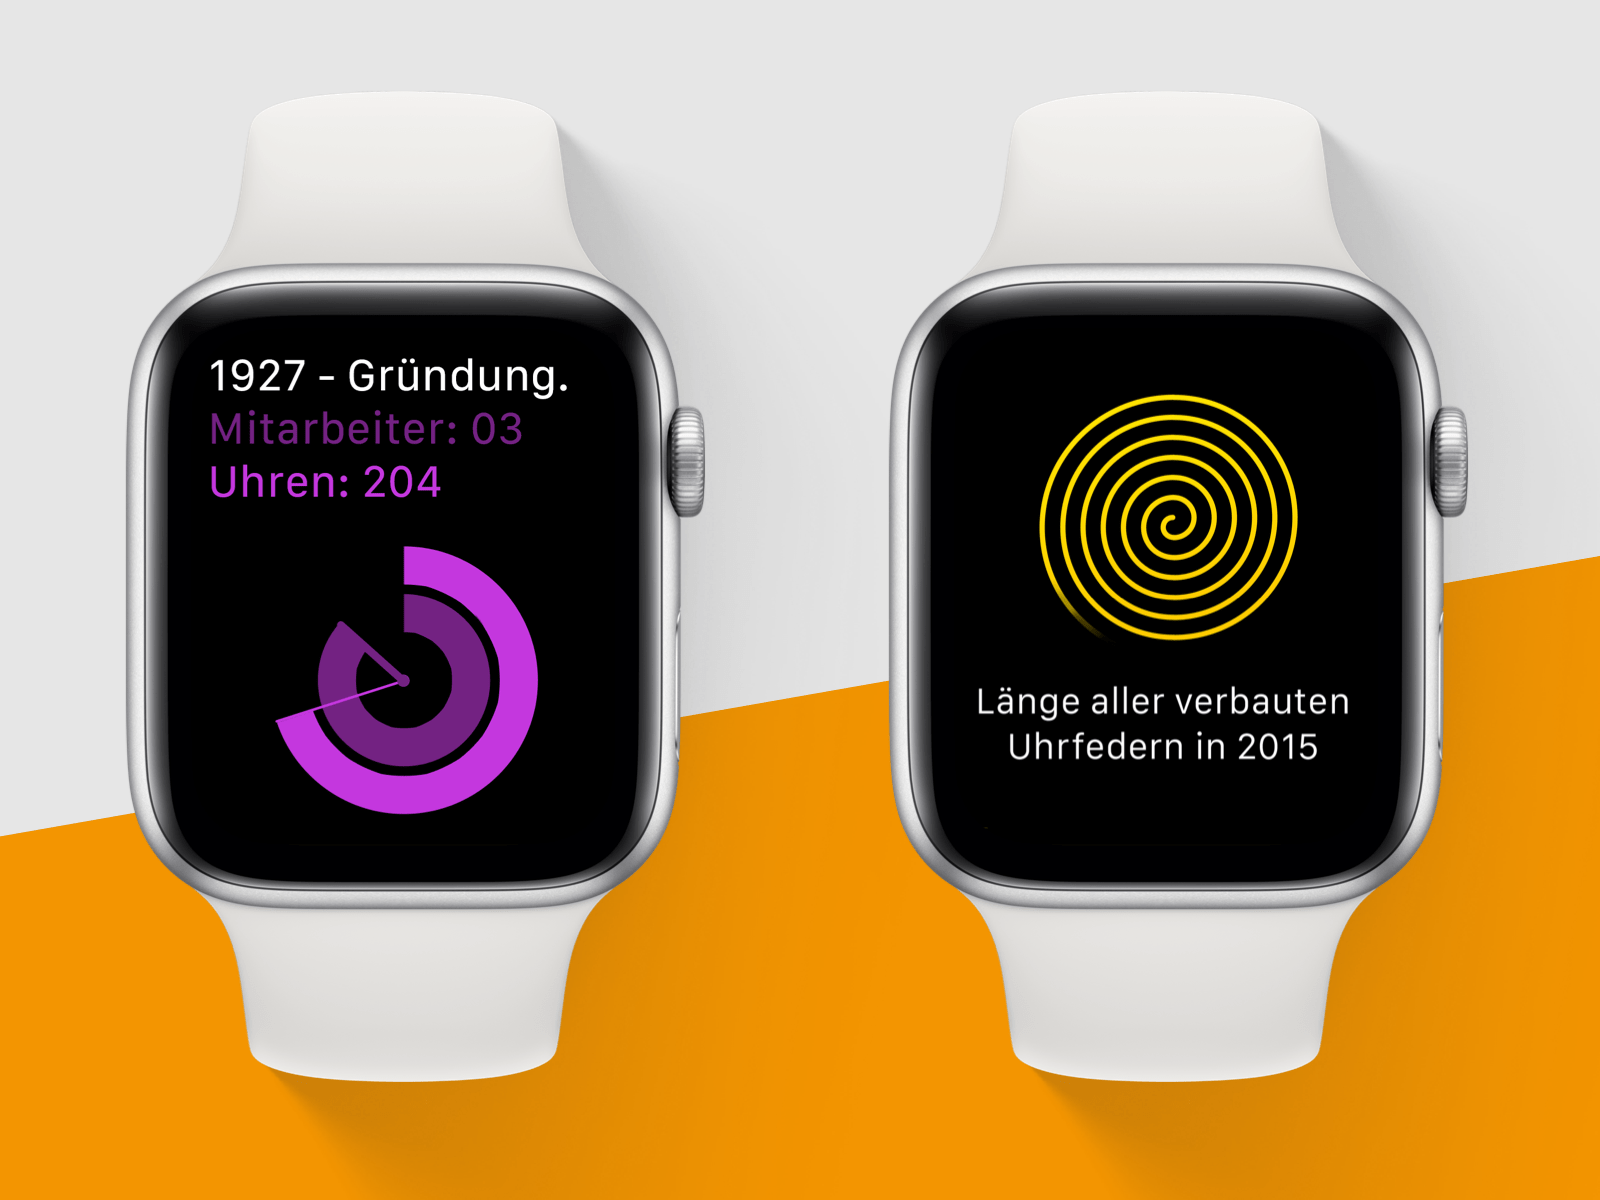 1927 - Gründung.
Mitarbeiter: 03
Uhren: 204
Länge aller verbauten
Uhrfedern in 2015